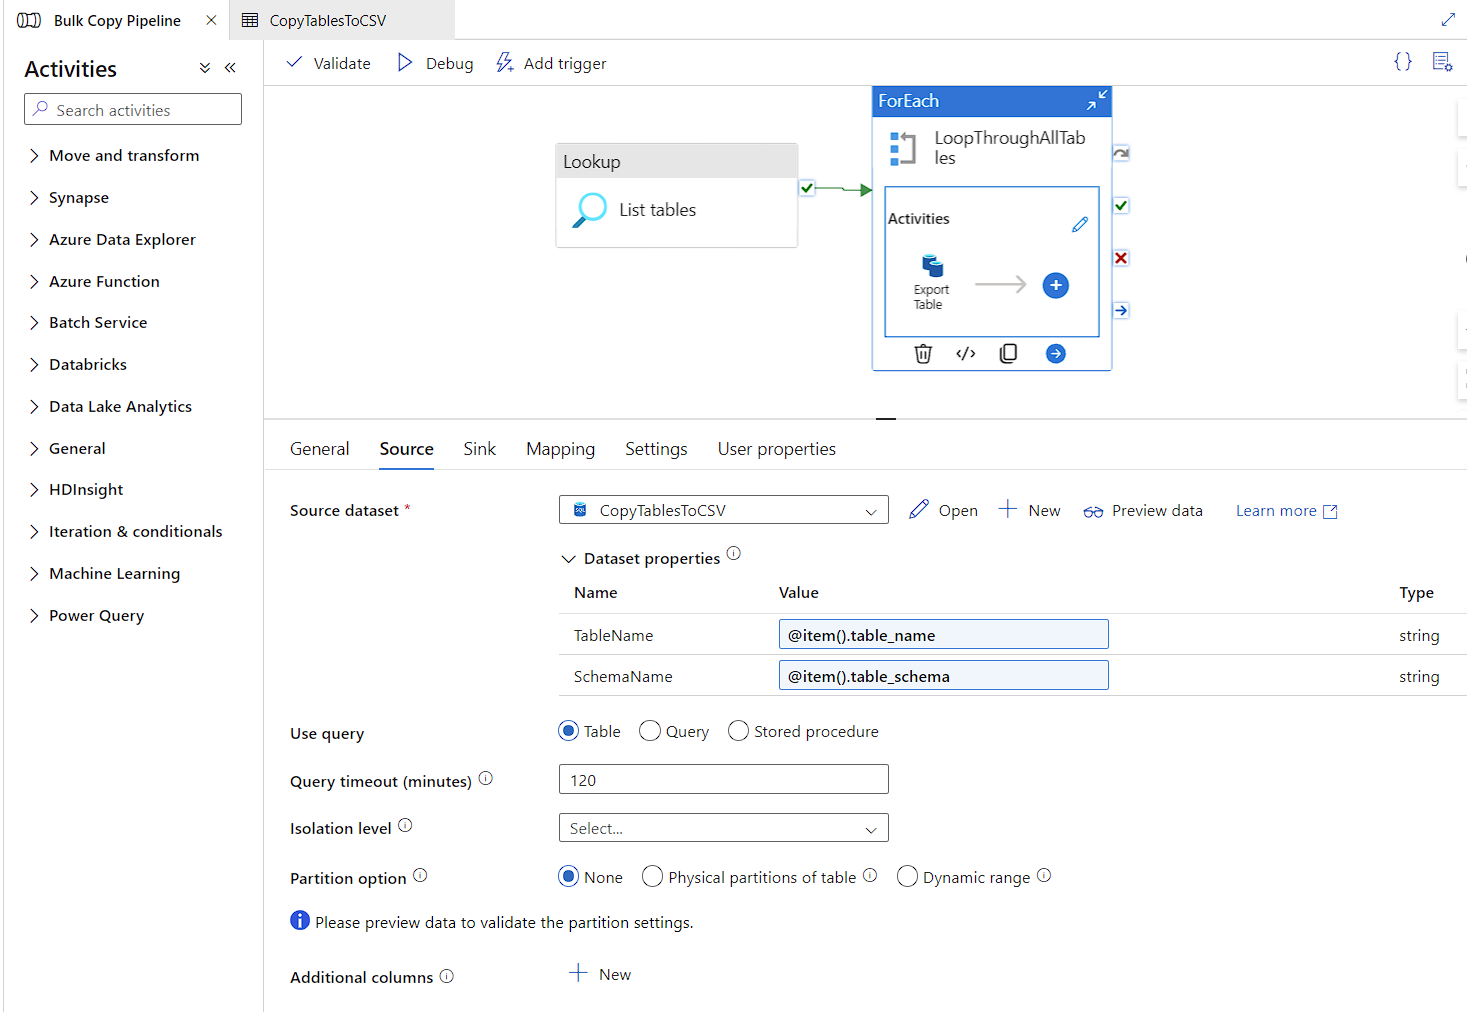 Bulk Copy Pipeline
CopyTablesToCSV
Activities
Search activities
Move and transform
Synapse
Azure Data Explorer
Azure Function
Batch Service
Databricks
Data Lake Analytics
General
HDInsight
Iteration & conditionals
Machine Learning
Power Query
Validate
Debug
Add trigger
Lookup
List tables
ForEach
LoopThroughAllTab
les
Activities
Export
Table
General
Source
Sink
Mapping
Settings
User properties
Source dataset *
CopyTablesToCSV
Open
New
Preview data
Learn more
Dataset properties
Name
Value
Type
TableName
@item().table_name
string
SchemaName
@item().table_schema
string
Use query
Table
Query
Stored procedure
Query timeout (minutes)
120
Isolation level
Select...
Partition option
None
Physical partitions of table
Dynamic range
Please preview data to validate the partition settings.
Additional columns
New